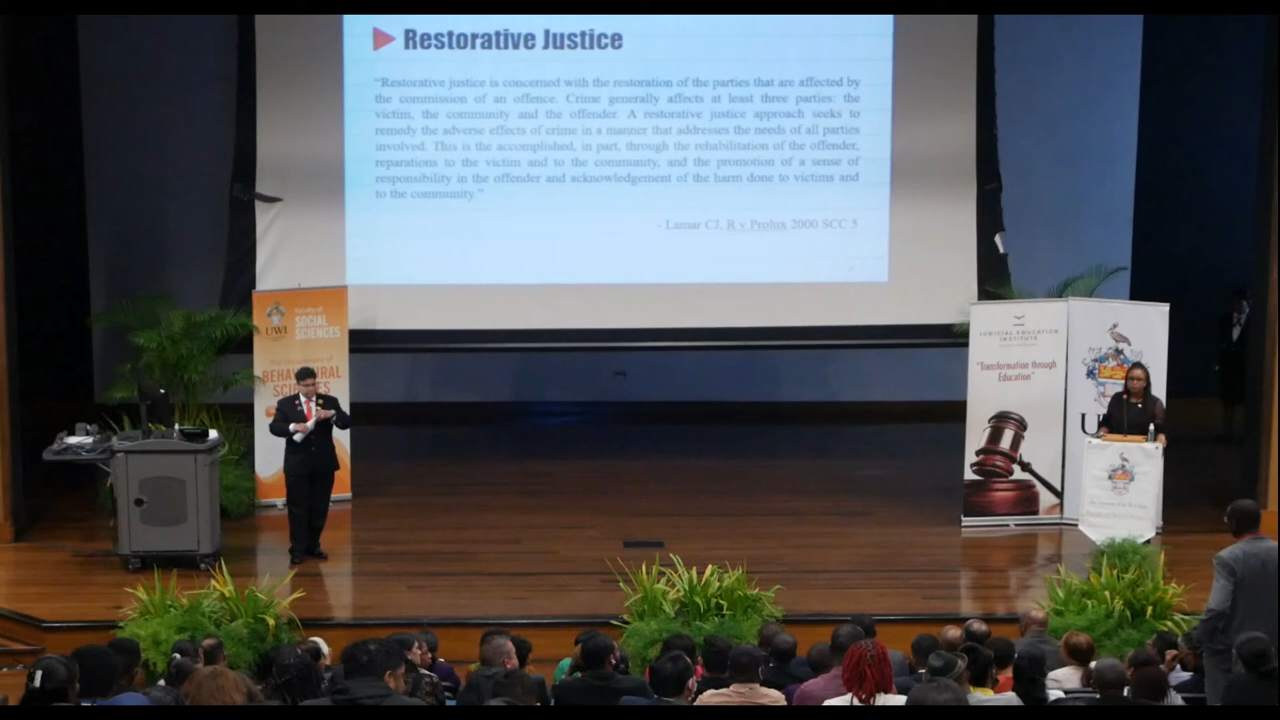 Restorative Justice
“Restorative justice is concerned with the restoration of the parties that are affected by
the commission of an offence. Crime generally affects at least three parties: the
victim, the community and the offender. A restorative justice approach seeks to
remedy the adverse effects of crime in a manner that addresses the needs of all parties
involved. This is the accomplished, in part, through the rehabilitation of the offender,
reparations to the victim and to the community, and the promotion of a sense of
responsibility in the offender and acknowledgement of the harm done to victims and
to the community.”
- Lamar CJ, R v Prolux 2000 SCC 5
UWI
Faculty of
SOCIAL
SCIENCES
The Department of
BEHAVIOURAL
SCIENCES
JUDICIAL EDUCATION
INSTITUTE
“Transformation through
Education”
U